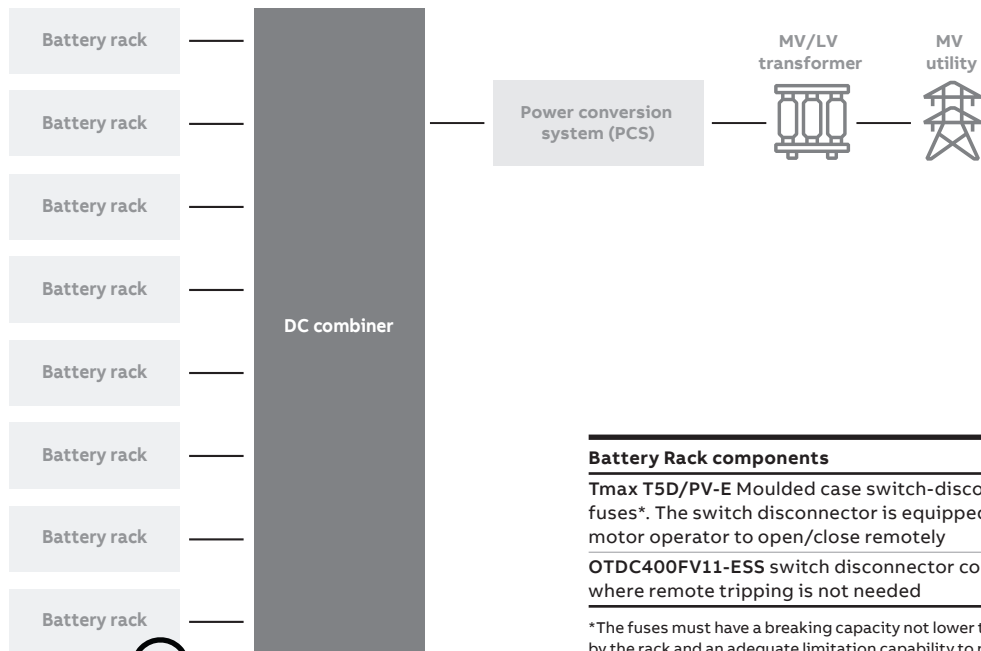 Battery rack
Battery rack
Battery rack
Battery rack
Battery rack
Battery rack
Battery rack
Battery rack
DC combiner
Power conversion
system (PCS)
MV/LV
transformer
MV
utility
Battery Rack components
Tmax T5D/PV-E Moulded case switch-disco
fuses*. The switch disconnector is equipped
motor operator to open/close remotely
OTDC400FV11-ESS switch disconnector co
where remote tripping is not needed
*The fuses must have a breaking capacity not lower t